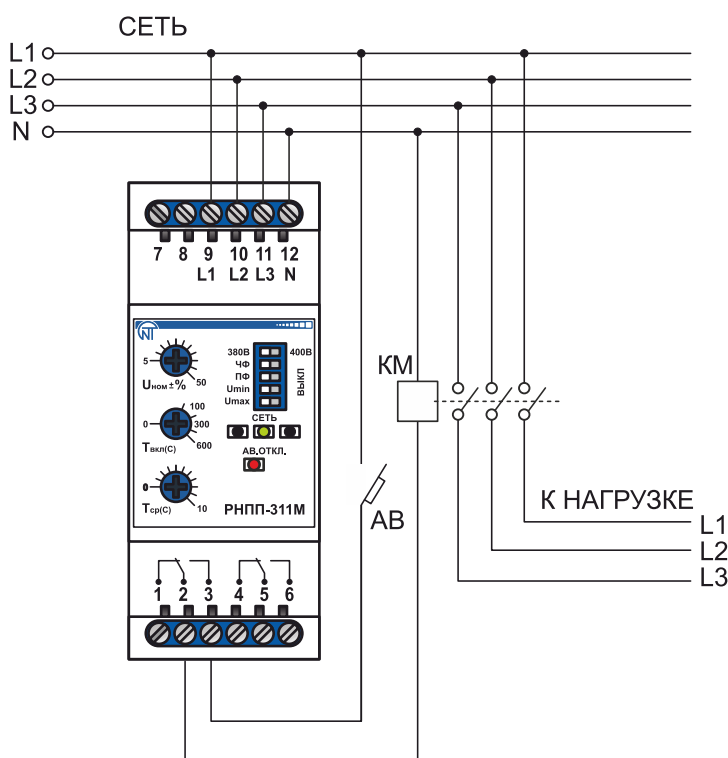 СЕТЬ
L1
L2
L3
N
7 8 9 10 11 12
L1 L2 L3 N
NT
380В 400В
ЧФ
ПФ
Umin
Umax
ВЫКЛ
5 50
Uном±%
100
0 300
600
Tвкл(С)
СЕТЬ
АВ.ОТКЛ.
0 10
Tср(С)
РНПП-311М
1 2 3 4 5 6
КМ
АВ
К НАГРУЗКЕ
L1
L2
L3